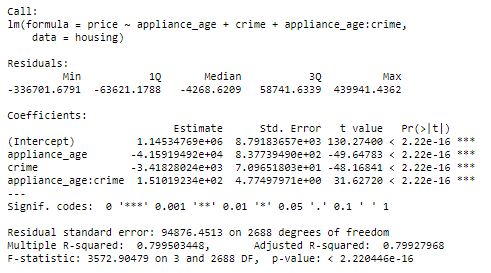 Call:
lm(formula = price ~ appliance_age + crime + appliance_age:crime,
    data = housing)
Residuals:
Min 1Q Median 3Q Max
-336701.6791 -63621.1788 -4268.6209 58741.6339 439941.4362
Coefficients:
Estimate Std. Error t value Pr(>|t|)
(Intercept) 1.14534769e+06 8.79183657e+03 130.27400 < 2.22e-16 ***
appliance_age -4.15919492e+04 8.37739490e+02 -49.64783 < 2.22e-16 ***
crime -3.41828024e+03 7.09651803e+01 -48.16841 < 2.22e-16 ***
appliance_age:crime 1.51019234e+02 4.77497971e+00 31.62720 < 2.22e-16 ***
---
Signif. codes:  0 '***' 0.001 '**' 0.01 '*' 0.05 '.' 0.1 ' ' 1
Residual standard error: 94876.4513 on 2688 degrees of freedom
Multiple R-squared:  0.799503448,	Adjusted R-squared:  0.79927968
F-statistic: 3572.90479 on 3 and 2688 DF,  p-value: < 2.220446e-16